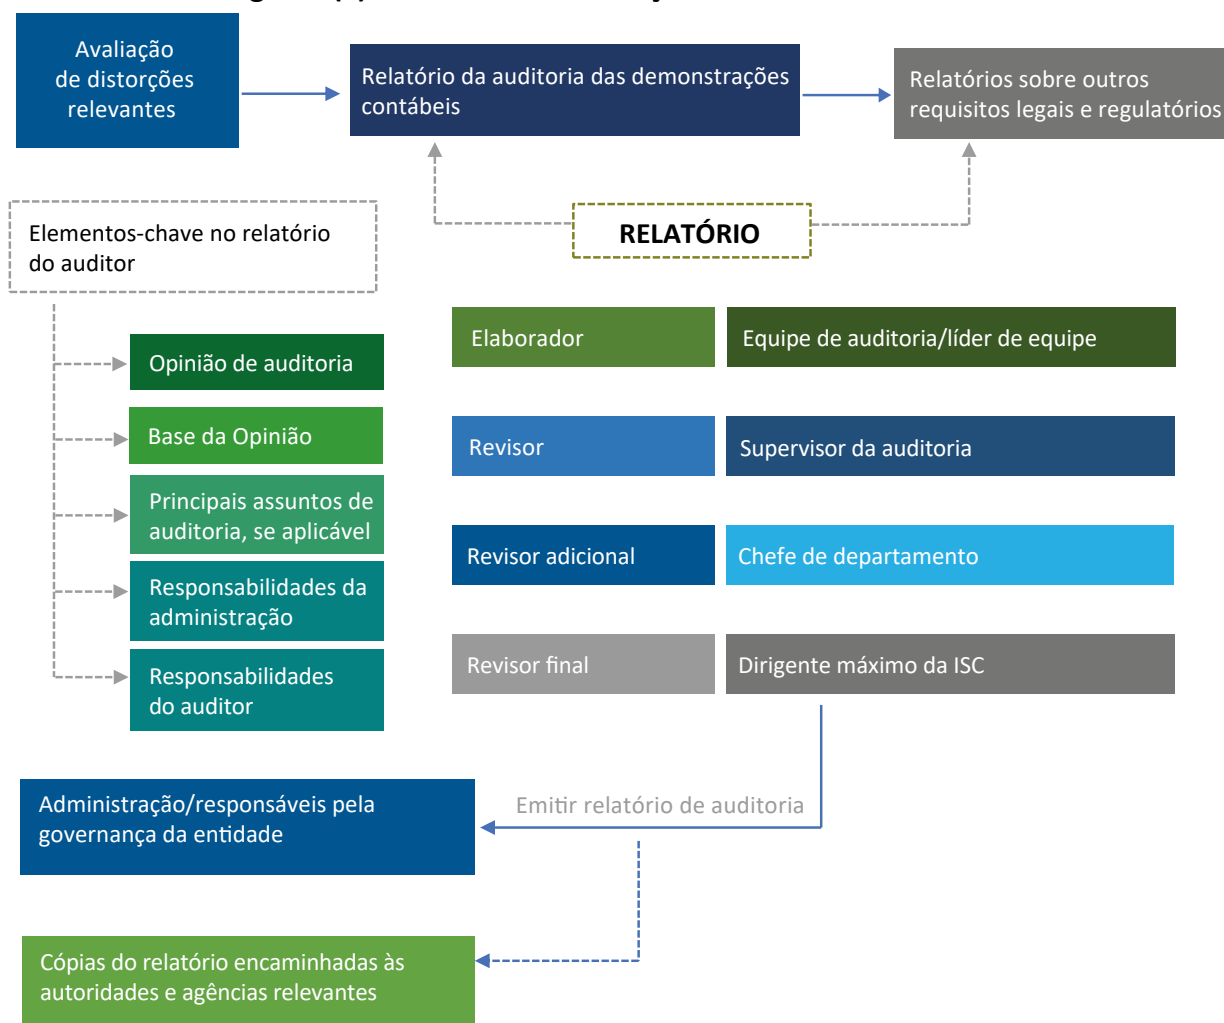 Avaliação
de distorções
relevantes
Relatório da auditoria das demonstrações
contábeis
Relatórios sobre outros
requisitos legais e regulatórios
RELATÓRIO
Elementos-chave no relatório
do auditor
Opinião de auditoria
Base da Opinião
Principais assuntos de
auditoria, se aplicável
Responsabilidades da
administração
Responsabilidades
do auditor
Elaborador
Equipe de auditoria/líder de equipe
Revisor
Supervisor da auditoria
Revisor adicional
Chefe de departamento
Revisor final
Dirigente máximo da ISC
Emitir relatório de auditoria
Administração/responsáveis pela
governança da entidade
Cópias do relatório encaminhadas às
autoridades e agências relevantes